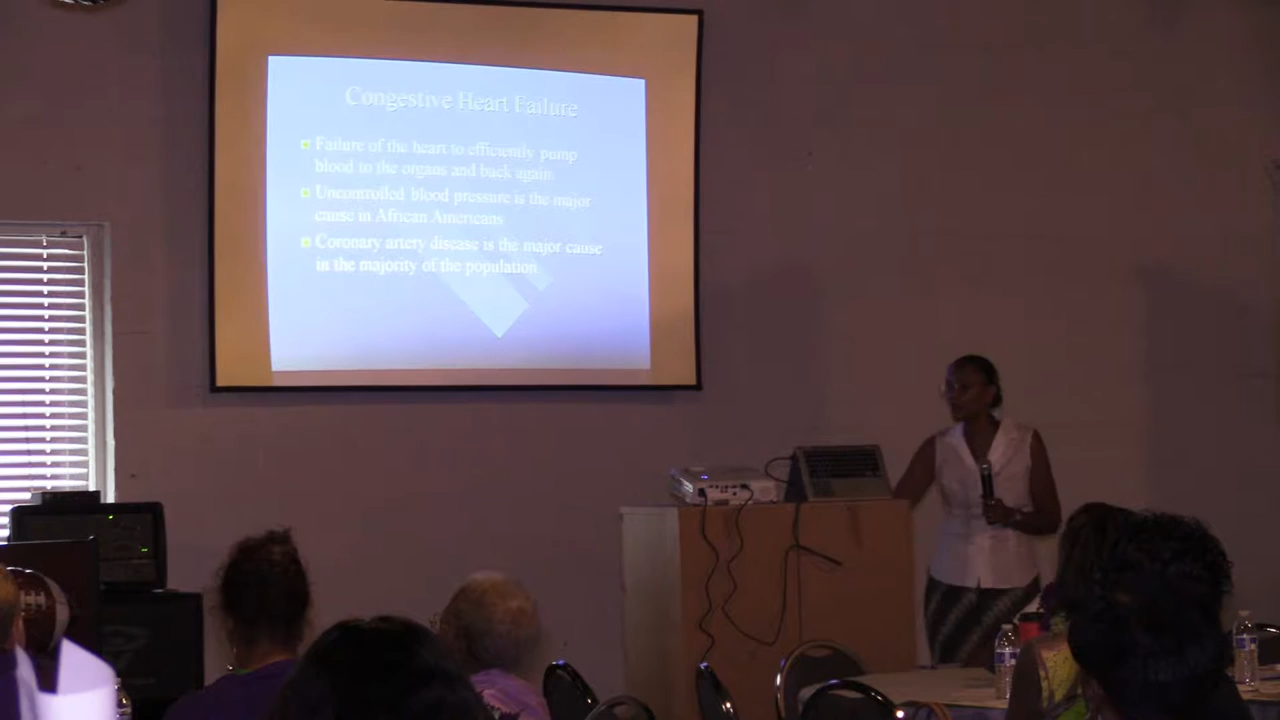 Congestive Heart Failure
Failure of the heart to efficiently pump
blood to the organs and back again
Uncontrolled blood pressure is the major
cause in African Americans
Coronary artery disease is the major cause
in the majority of the population